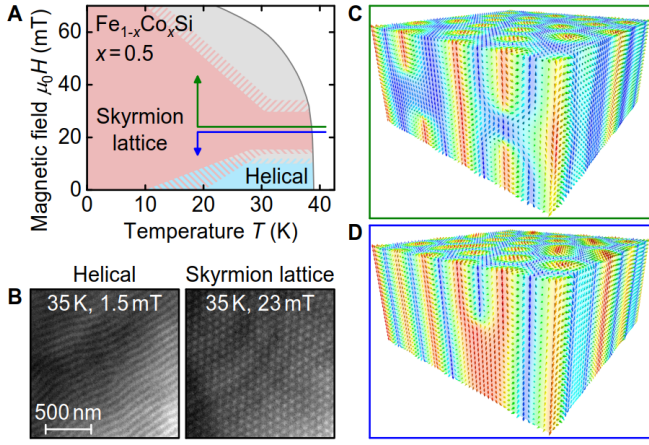 A
Fe1-xCoxSi
x = 0.5
Skyrmion
lattice
Helical
Magnetic field μ0H (mT)
60
40
20
0
0 10 20 30 40
Temperature T (K)
B
Helical
35 K, 1.5 mT
500 nm
Skyrmion lattice
35 K, 23 mT
C
D